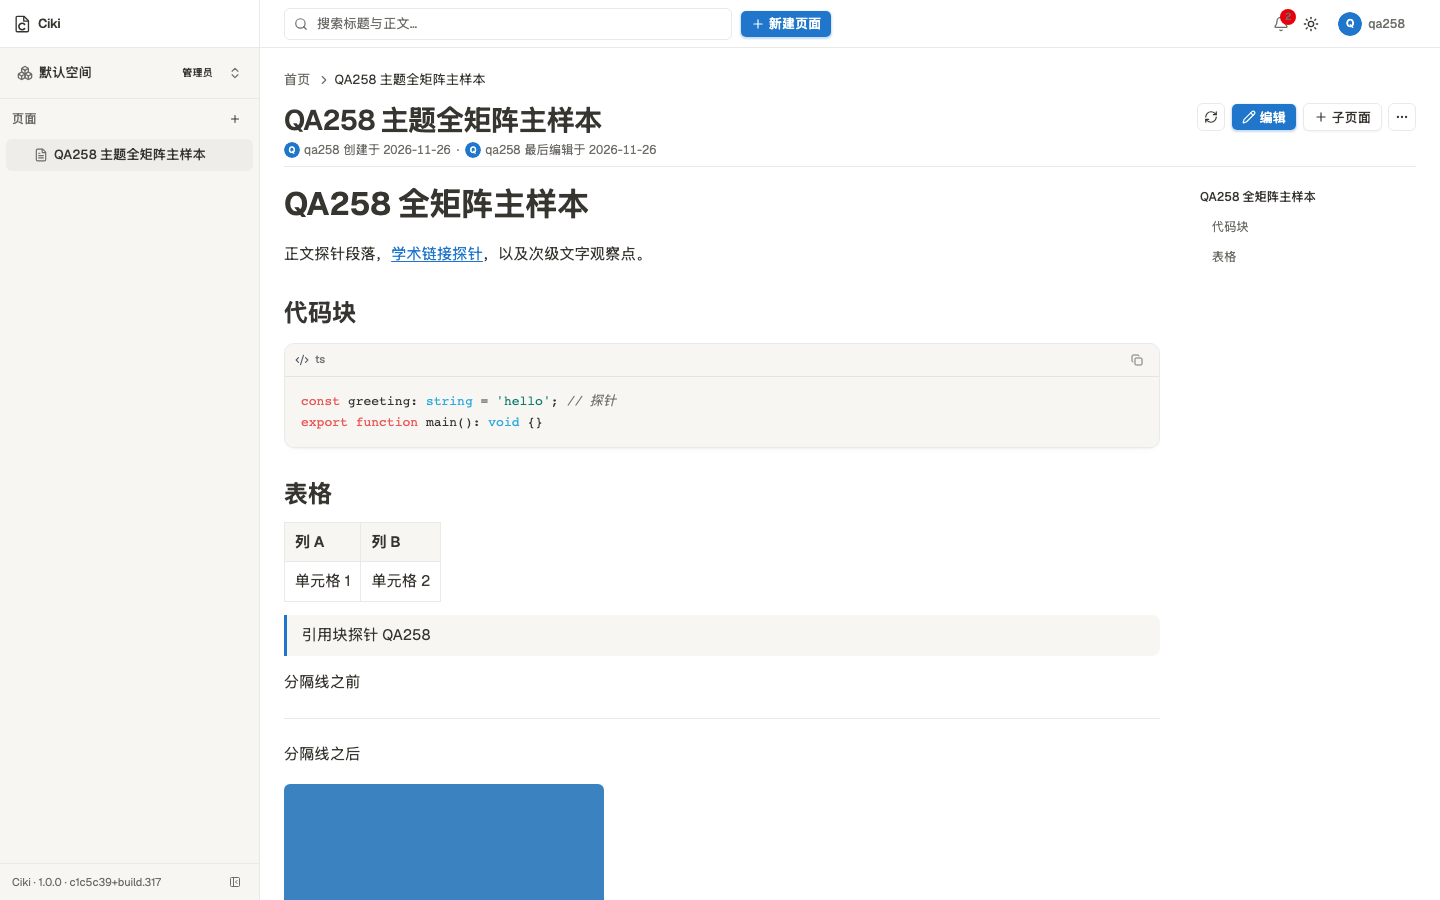 Ciki
搜索标题与正文...
新建页面
2
Q qa258
默认空间
管理员
页面
QA258 主题全矩阵主样本
首页 > QA258 主题全矩阵主样本
QA258 主题全矩阵主样本
编辑
子页面
Q qa258 创建于 2026-11-26 · Q qa258 最后编辑于 2026-11-26
QA258 全矩阵主样本
正文探针段落，学术链接探针，以及次级文字观察点。
代码块
</> ts
const greeting: string = 'hello'; // 探针
export function main(): void {}
表格
列 A 列 B
单元格 1 单元格 2
引用块探针 QA258
分隔线之前
分隔线之后
QA258 全矩阵主样本
代码块
表格
Ciki · 1.0.0 · c1c5c39+build.317